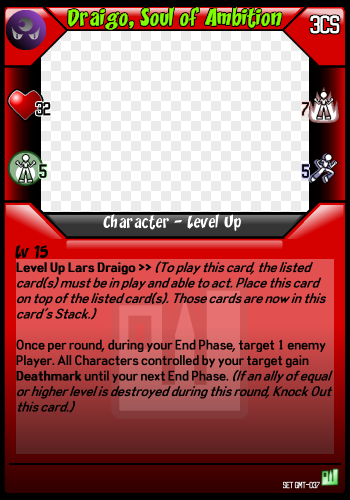 Draigo, Soul of Ambition
3CS
22
7
5
5
Character - Level Up
Lv 15
Level Up Lars Draigo >> (To play this card, the listed
card(s) must be in play and able to act. Place this card
on top of the listed card(s). Those cards are now in
this card's Stack.)
Once per round, during your End Phase, target 1 enemy
Player. All Characters controlled by your target gain
Deathmark until your next End Phase. (If an ally of equal
or higher level is destroyed during this round, Knock Out
this card.)
SET GMT-037